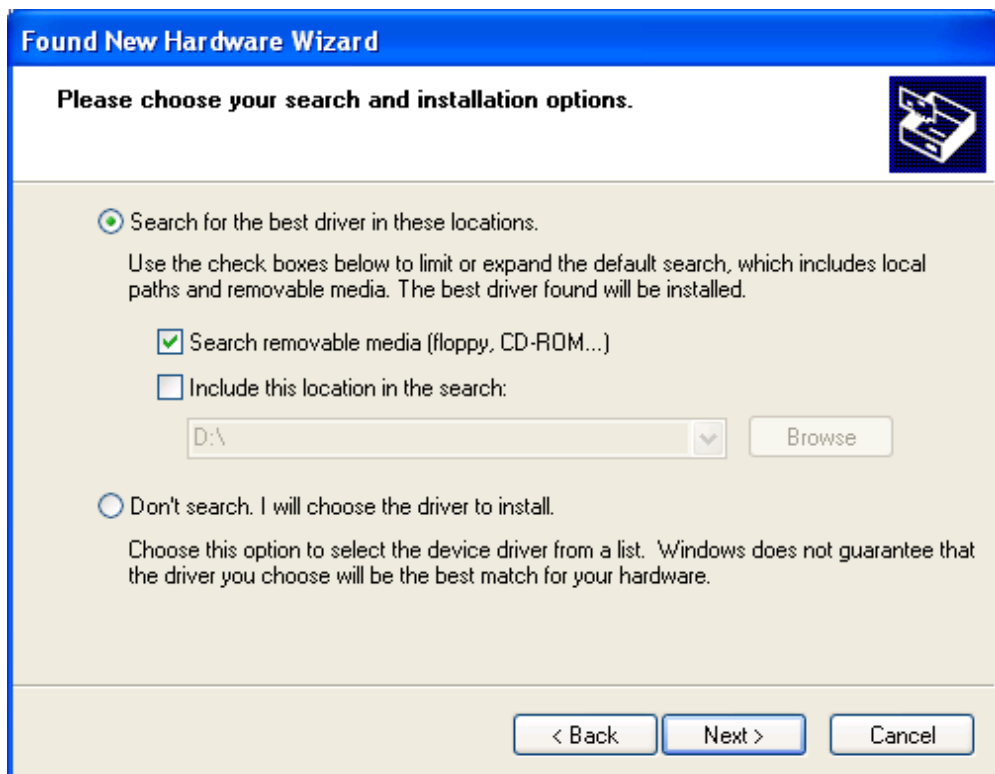 Found New Hardware Wizard
Please choose your search and installation options.
Search for the best driver in these locations.
Use the check boxes below to limit or expand the default search, which includes local
paths and removable media. The best driver found will be installed.
Search removable media (floppy, CD-ROM...)
Include this location in the search:
D:\
Browse
Don't search. I will choose the driver to install.
Choose this option to select the device driver from a list.  Windows does not guarantee that
the driver you choose will be the best match for your hardware.
< Back
Next >
Cancel